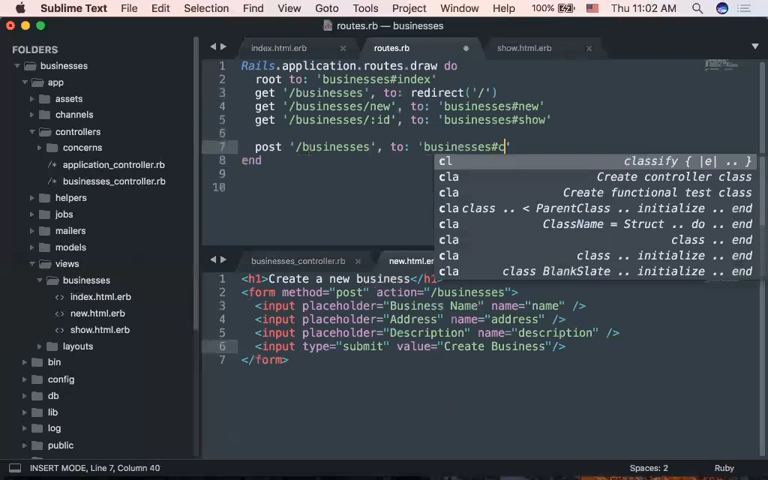 Sublime Text File Edit Selection Find View Goto Tools Project Window Help 100% Thu 11:02 AM
routes.rb — businesses
FOLDERS
businesses
app
assets
channels
controllers
concerns
application_controller.rb
businesses_controller.rb
helpers
jobs
mailers
models
views
businesses
index.html.erb
new.html.erb
show.html.erb
layouts
bin
config
db
lib
log
public
index.html.erb routes.rb show.html.erb
1 Rails.application.routes.draw do
2 root to: 'businesses#index'
3 get '/businesses', to: redirect('/')
4 get '/businesses/new', to: 'businesses#new'
5 get '/businesses/:id', to: 'businesses#show'
6
7 post '/businesses', to: 'businesses#c'
8 end
9
10
cl classify { |e| .. }
cla Create controller class
cla Create functional test class
cla class .. < ParentClass .. initialize .. end
cla ClassName = Struct .. do .. end
cla class .. end
cla class .. initialize .. end
cla class BlankSlate .. initialize .. end
businesses_controller.rb new.html.er
1 <h1>Create a new business</h1>
2 <form method="post" action="/businesses">
3 <input placeholder="Business Name" name="name" />
4 <input placeholder="Address" name="address" />
5 <input placeholder="Description" name="description" />
6 <input type="submit" value="Create Business"/>
7 </form>
INSERT MODE, Line 7, Column 40 Spaces: 2 Ruby